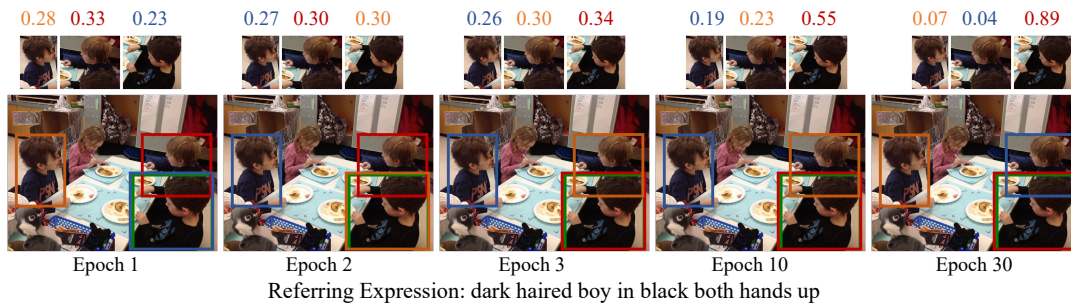 0.28 0.33 0.23 0.27 0.30 0.30 0.26 0.30 0.34 0.19 0.23 0.55 0.07 0.04 0.89
Epoch 1 Epoch 2 Epoch 3 Epoch 10 Epoch 30
Referring Expression: dark haired boy in black both hands up